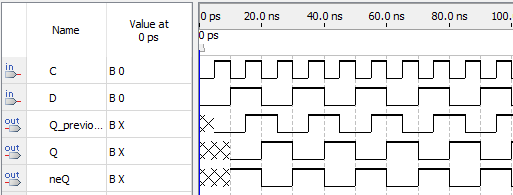 Name
Value at
0 ps
0 ps 20.0 ns 40.0 ns 60.0 ns 80.0 ns 100.
0 ps
in C B 0
in D B 0
out Q_previo... B X
out Q B X
out neQ B X